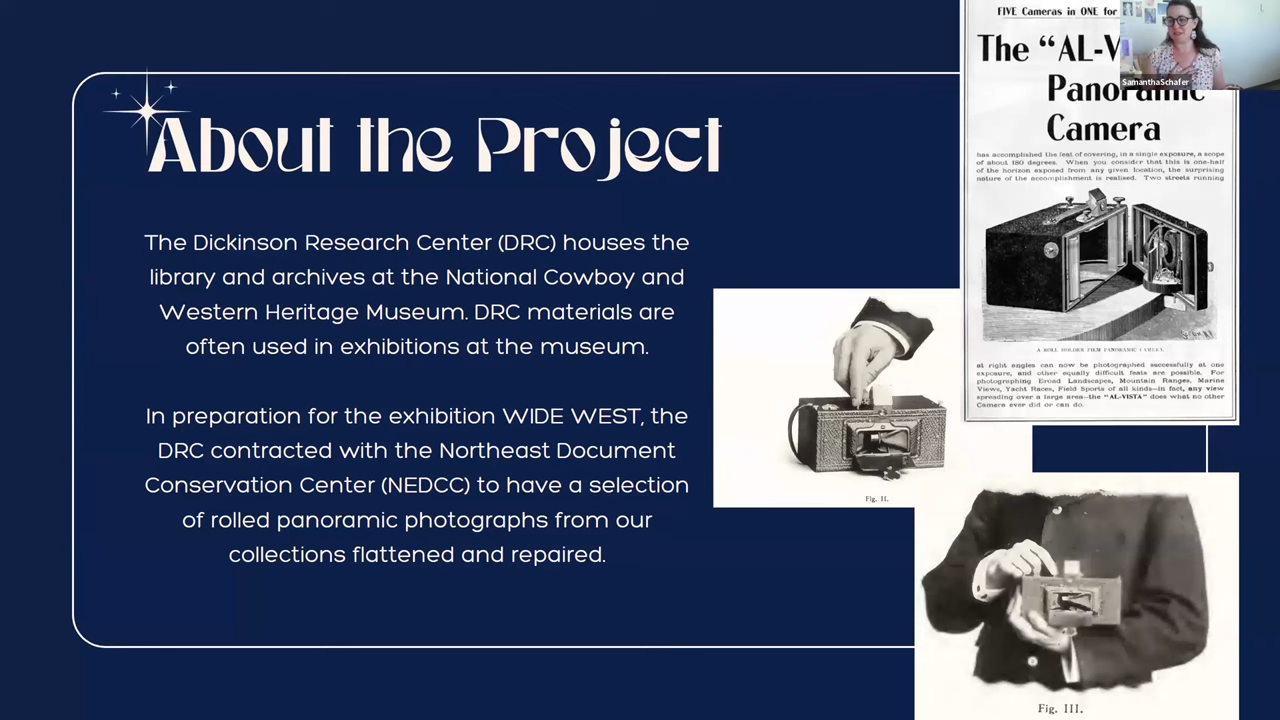 About the Project
The Dickinson Research Center (DRC) houses the
library and archives at the National Cowboy and
Western Heritage Museum. DRC materials are
often used in exhibitions at the museum.
In preparation for the exhibition WIDE WEST, the
DRC contracted with the Northeast Document
Conservation Center (NEDCC) to have a selection
of rolled panoramic photographs from our
collections flattened and repaired.
FIVE Cameras in ONE for
The “AL-V
Panoramic
Camera
has accomplished the feat of covering, in a single exposure, a scope
of about 180 degrees. When you consider that this is one-half
of the horizon exposed from any given location, the surprising
nature of the accomplishment is realised. Two streets running
A ROLL HOLDER FILM PANORAMIC CAMERA.
at right angles can now be photographed successfully at one
exposure, and other equally difficult feats are possible. For
photographing Broad Landscapes, Mountain Ranges, Marine
Views, Yacht Races, Field Sports of all kinds—in fact, any view
spreading over a large area—the "AL-VISTA" does what no other
Camera ever did or can do.
SamanthaSchafer
Fig. II.
Fig. III.